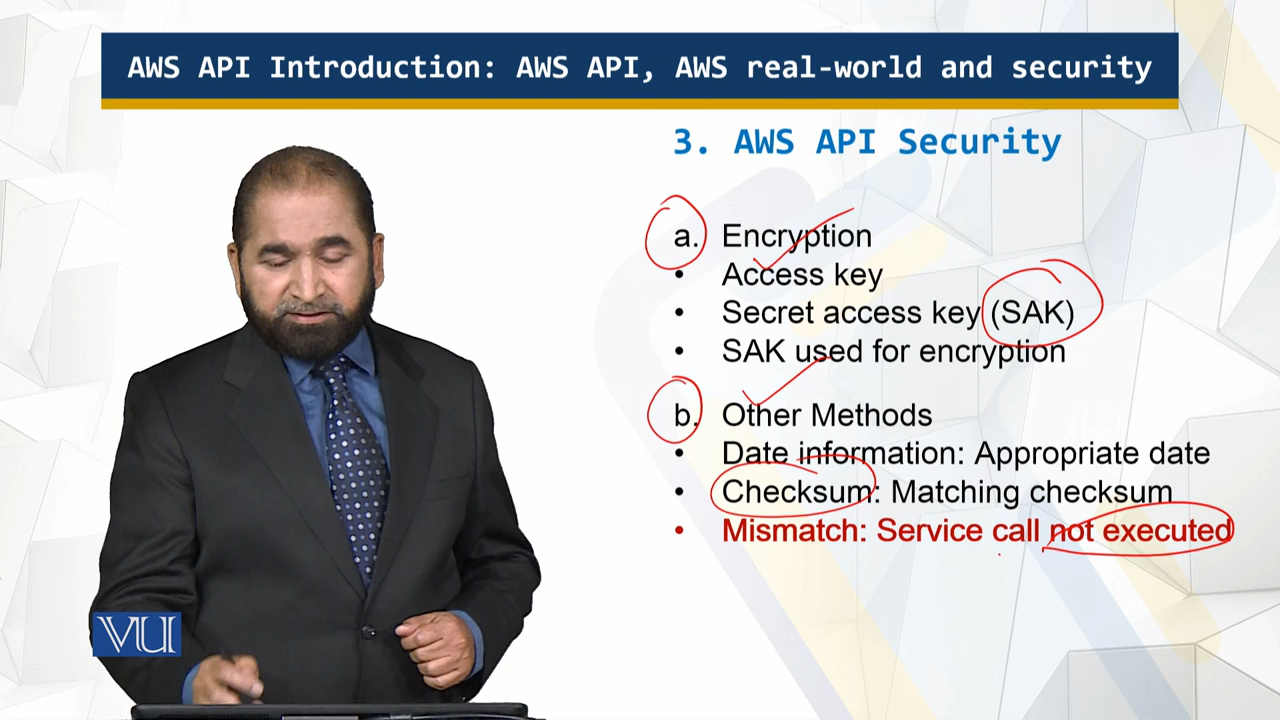 AWS API Introduction: AWS API, AWS real-world and security
3. AWS API Security
a. Encryption
• Access key
• Secret access key (SAK)
• SAK used for encryption
b. Other Methods
• Date information: Appropriate date
• Checksum: Matching checksum
• Mismatch: Service call not executed
VU